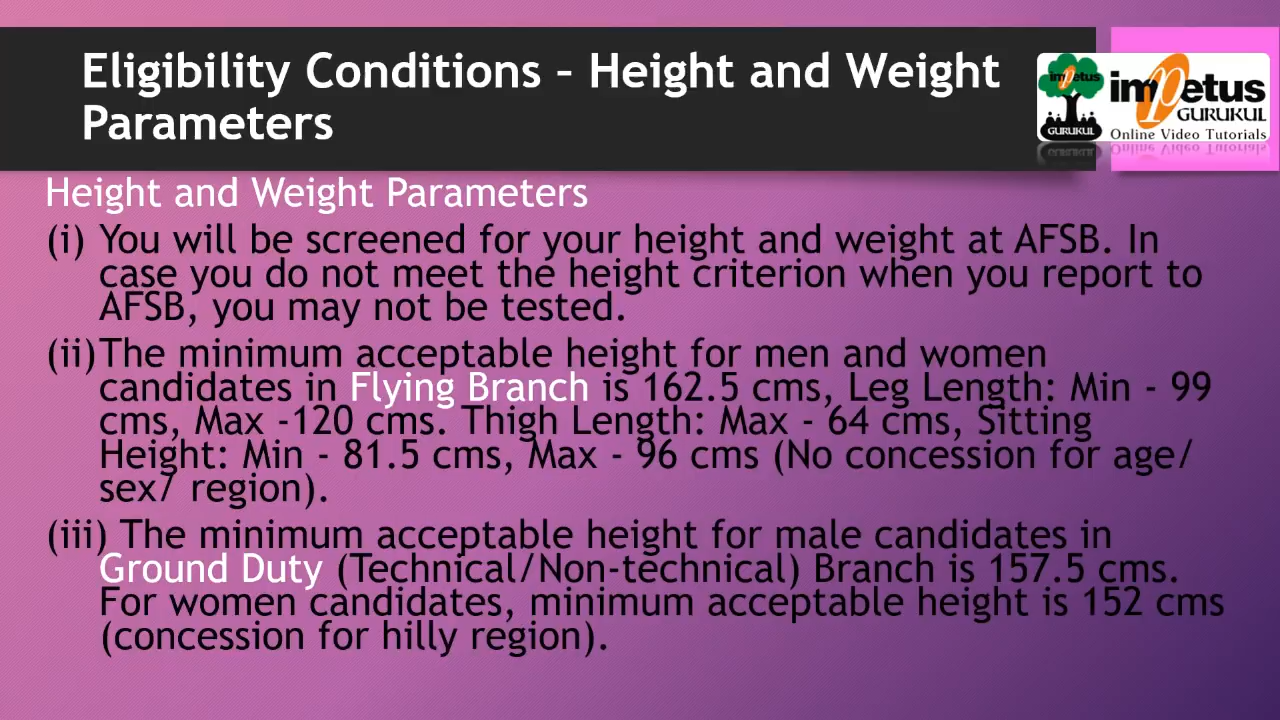 Eligibility Conditions – Height and Weight
Parameters
impetus
GURUKUL
impetus
GURUKUL
Online Video Tutorials
Height and Weight Parameters
(i) You will be screened for your height and weight at AFSB. In
case you do not meet the height criterion when you report to
AFSB, you may not be tested.
(ii)The minimum acceptable height for men and women
candidates in Flying Branch is 162.5 cms, Leg Length: Min - 99
cms, Max -120 cms. Thigh Length: Max - 64 cms, Sitting
Height: Min - 81.5 cms, Max - 96 cms (No concession for age/
sex/ region).
(iii) The minimum acceptable height for male candidates in
Ground Duty (Technical/Non-technical) Branch is 157.5 cms.
For women candidates, minimum acceptable height is 152 cms
(concession for hilly region).